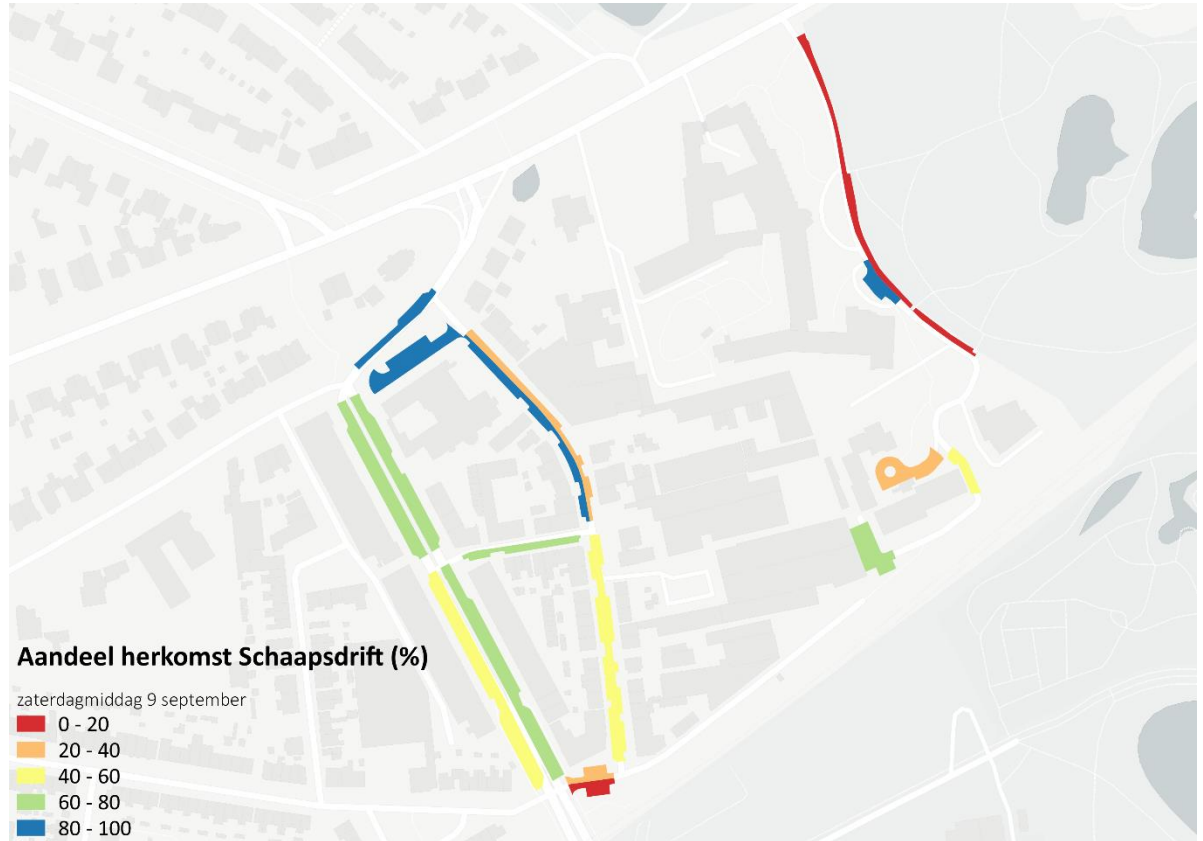 Aandeel herkomst Schaapsdrift (%)
zaterdagmiddag 9 september
0 - 20
20 - 40
40 - 60
60 - 80
80 - 100